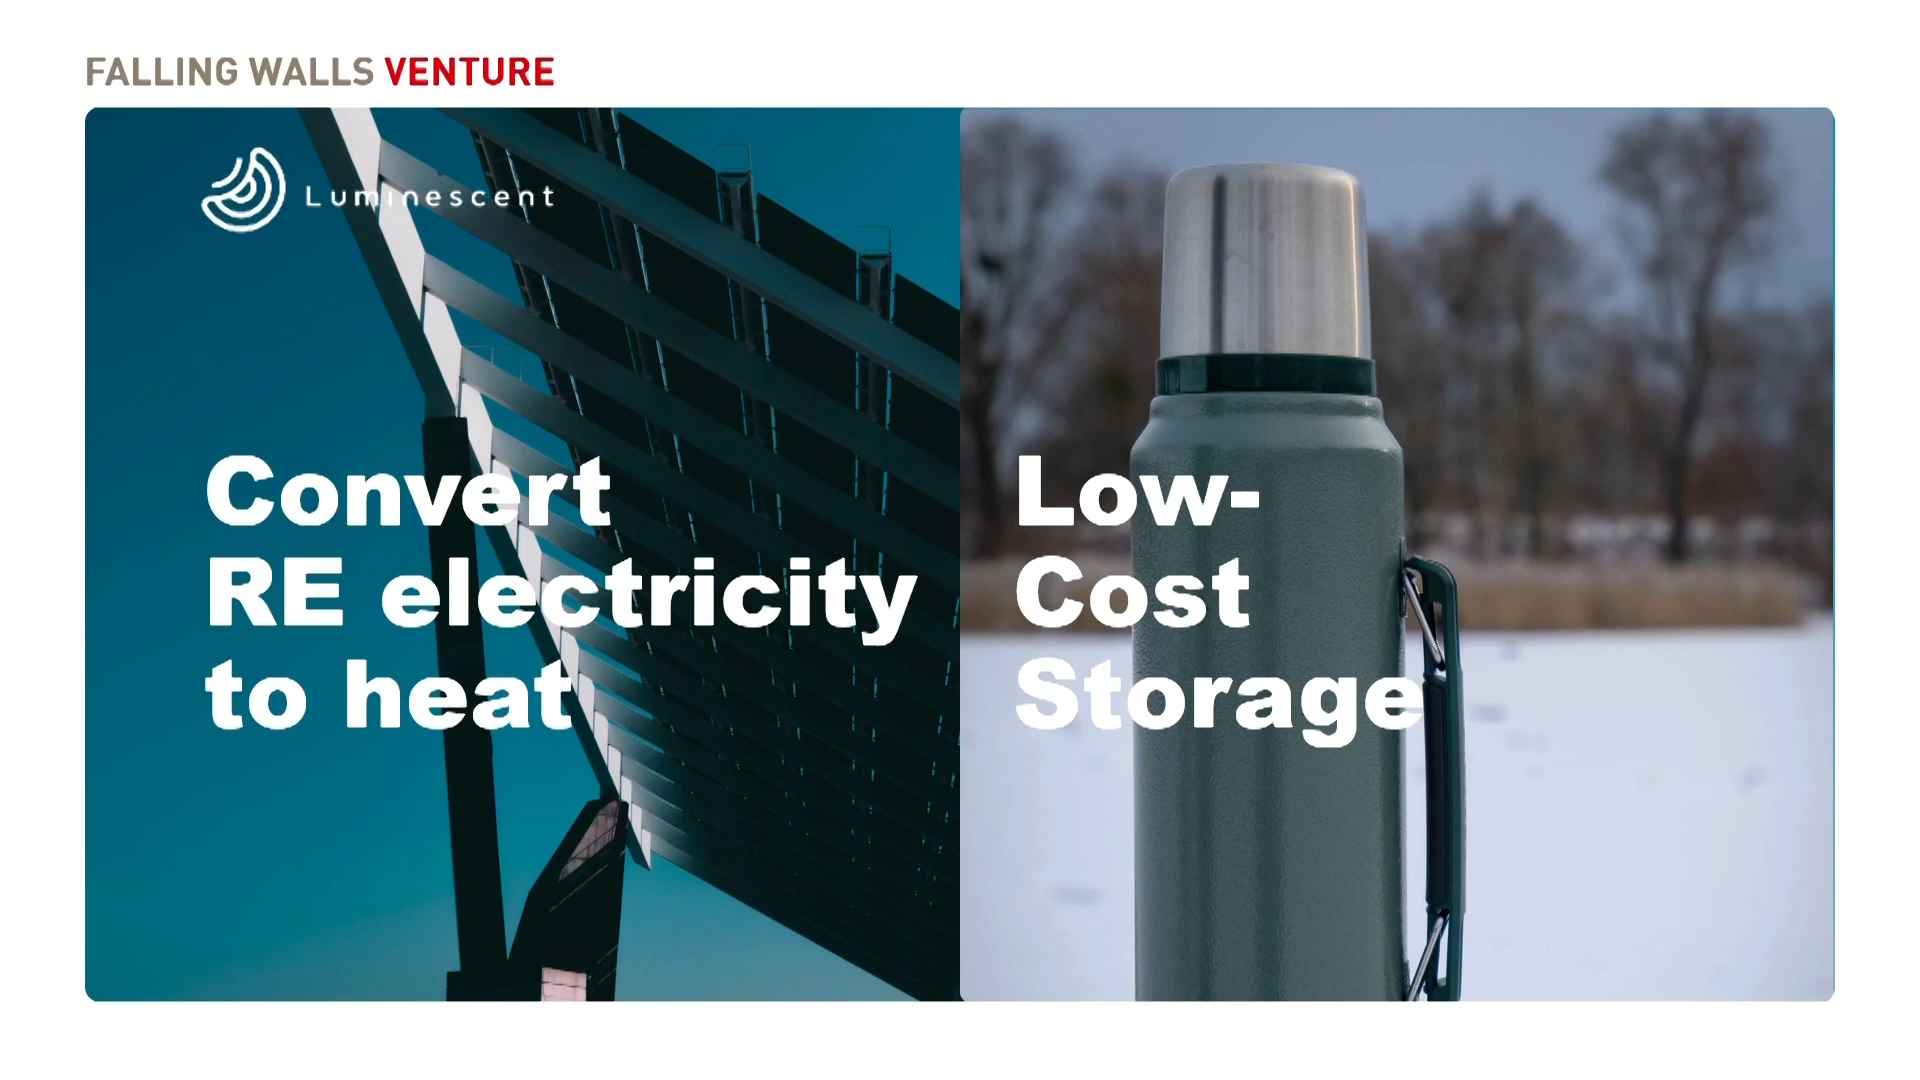 FALLING WALLS VENTURE
Luminescent
Convert
RE electricity
to heat
Low-
Cost
Storage